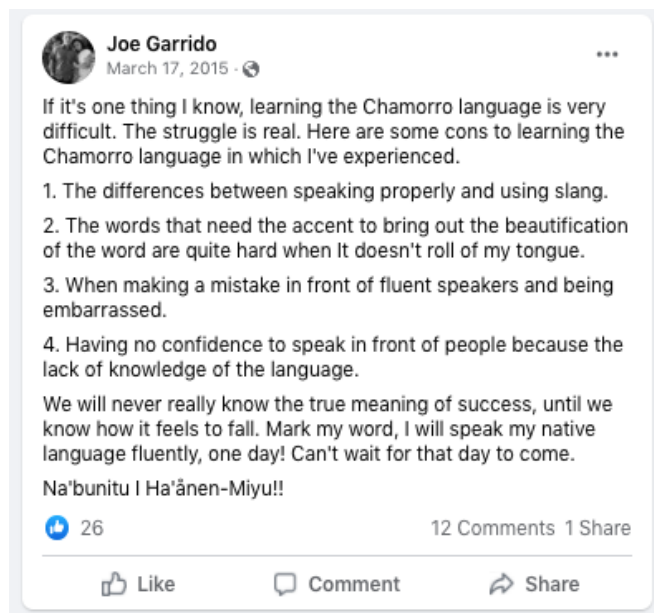 Joe Garrido
March 17, 2015 ·
If it's one thing I know, learning the Chamorro language is very
difficult. The struggle is real. Here are some cons to learning the
Chamorro language in which I've experienced.
1. The differences between speaking properly and using slang.
2. The words that need the accent to bring out the beautification
of the word are quite hard when It doesn't roll of my tongue.
3. When making a mistake in front of fluent speakers and being
embarrassed.
4. Having no confidence to speak in front of people because the
lack of knowledge of the language.
We will never really know the true meaning of success, until we
know how it feels to fall. Mark my word, I will speak my native
language fluently, one day! Can't wait for that day to come.
Na'bunitu I Ha'ånen-Miyu!!
26 12 Comments 1 Share
Like Comment Share